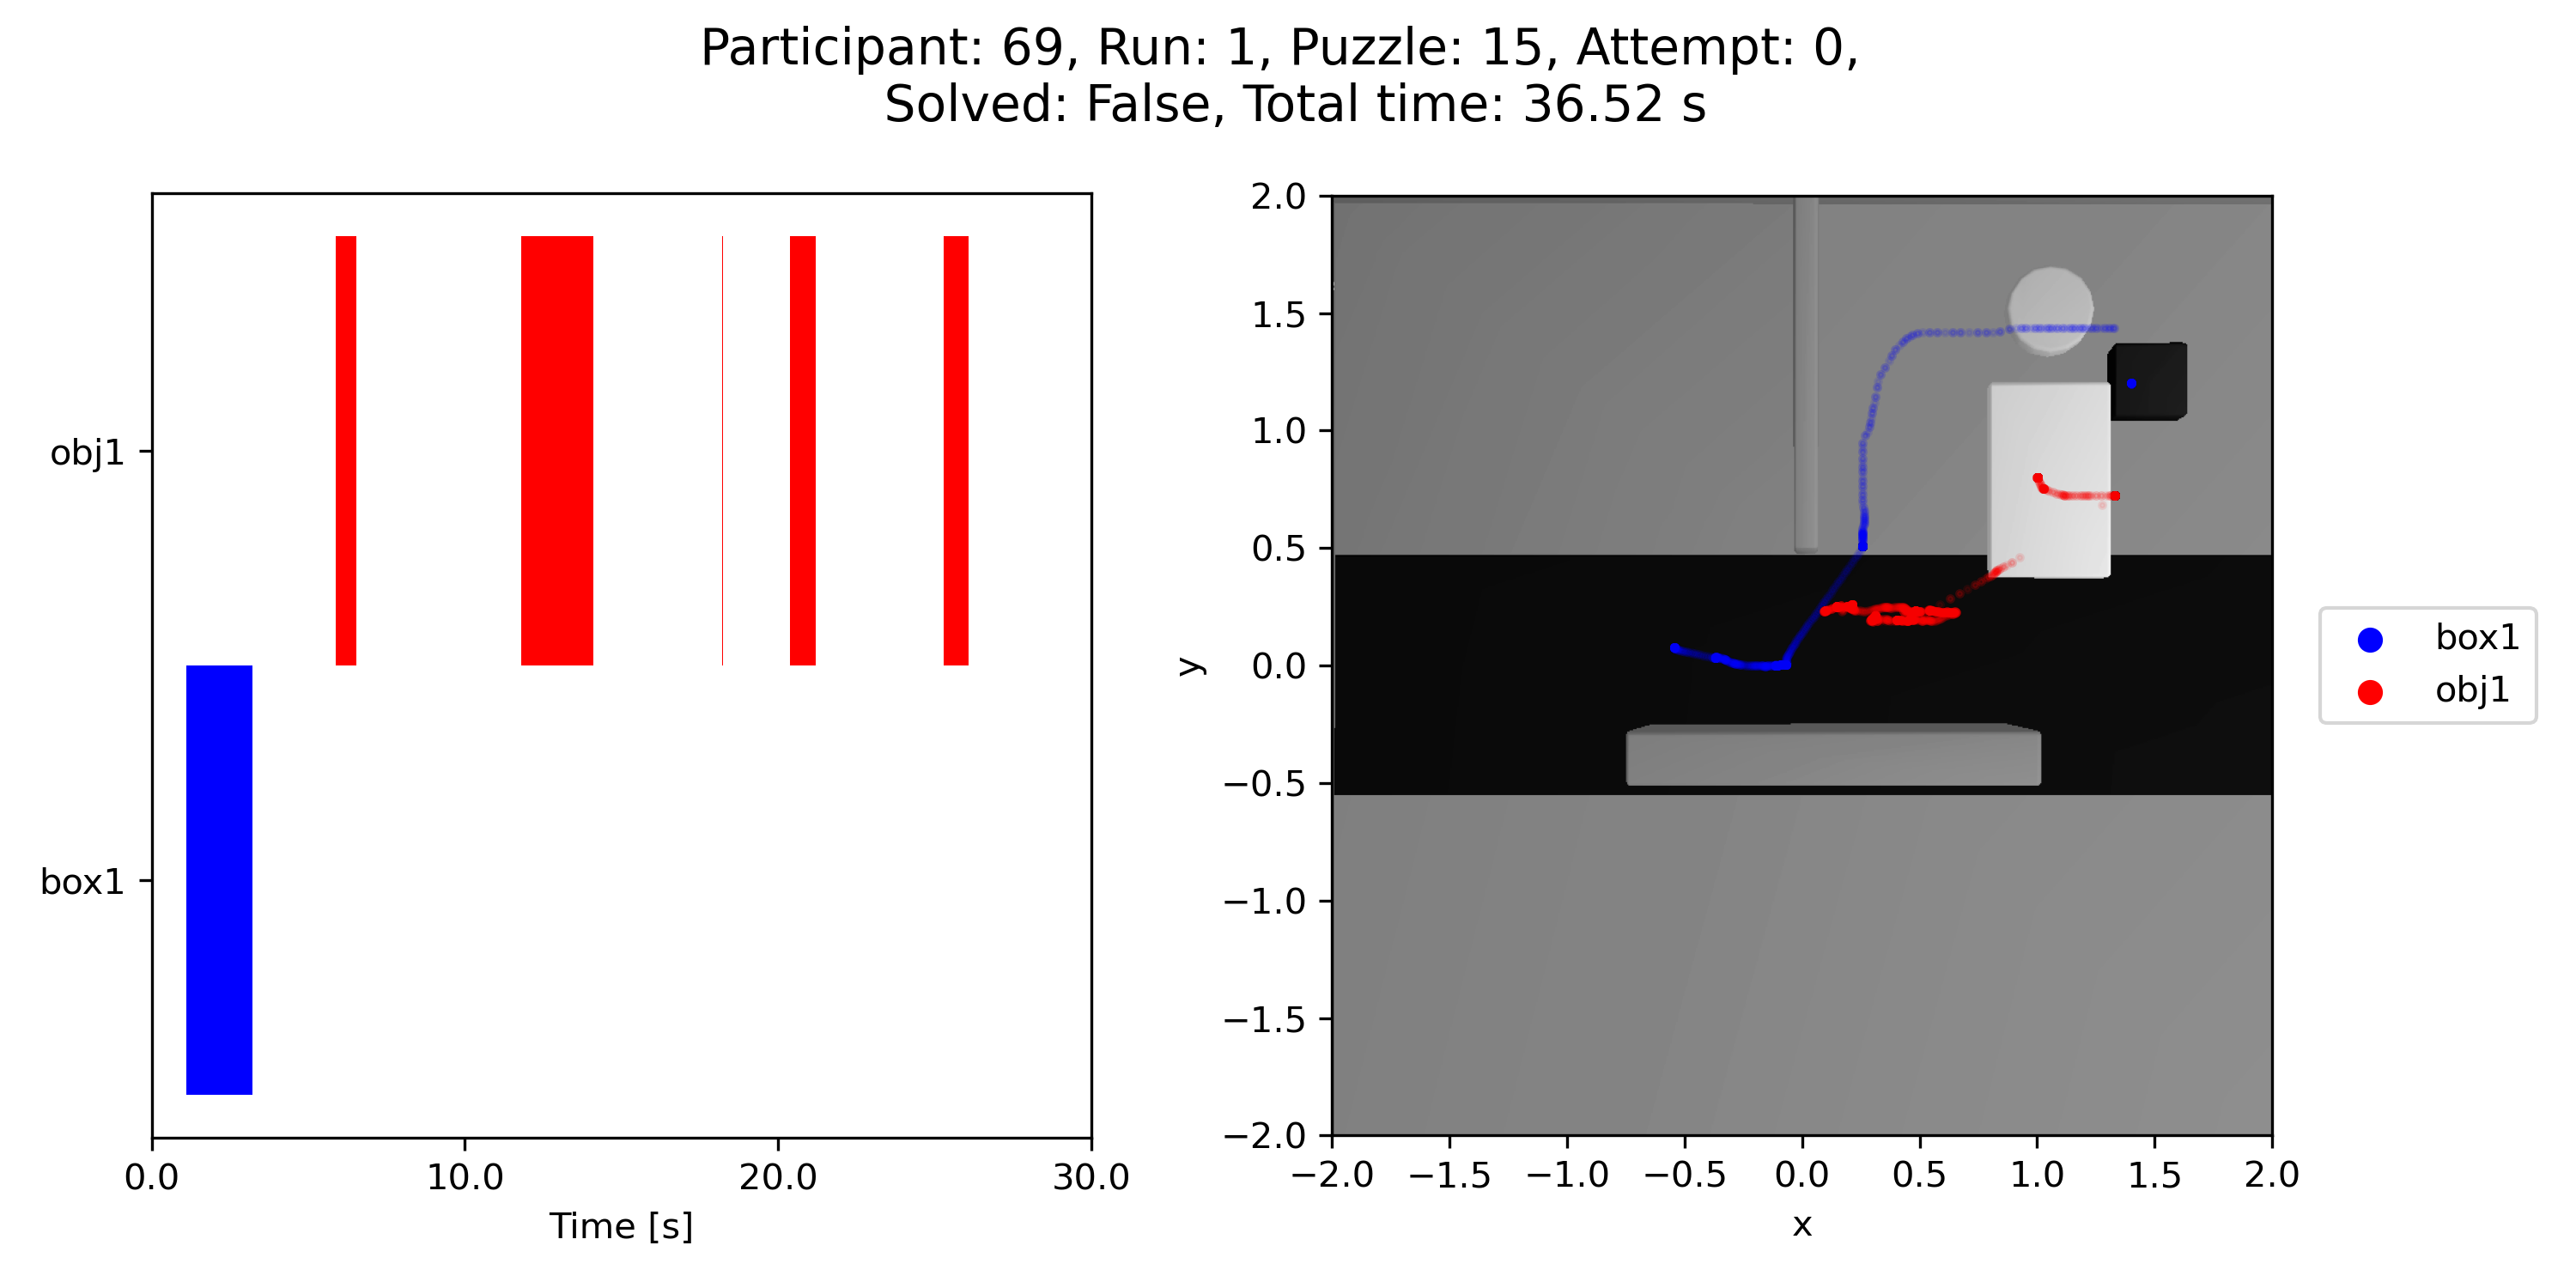 Participant: 69, Run: 1, Puzzle: 15, Attempt: 0,
Solved: False, Total time: 36.52 s
obj1
box1
0.0 10.0 20.0 30.0
Time [s]
2.0
1.5
1.0
0.5
0.0
−0.5
−1.0
−1.5
−2.0
y
−2.0 −1.5 −1.0 −0.5 0.0 0.5 1.0 1.5 2.0
x
box1
obj1